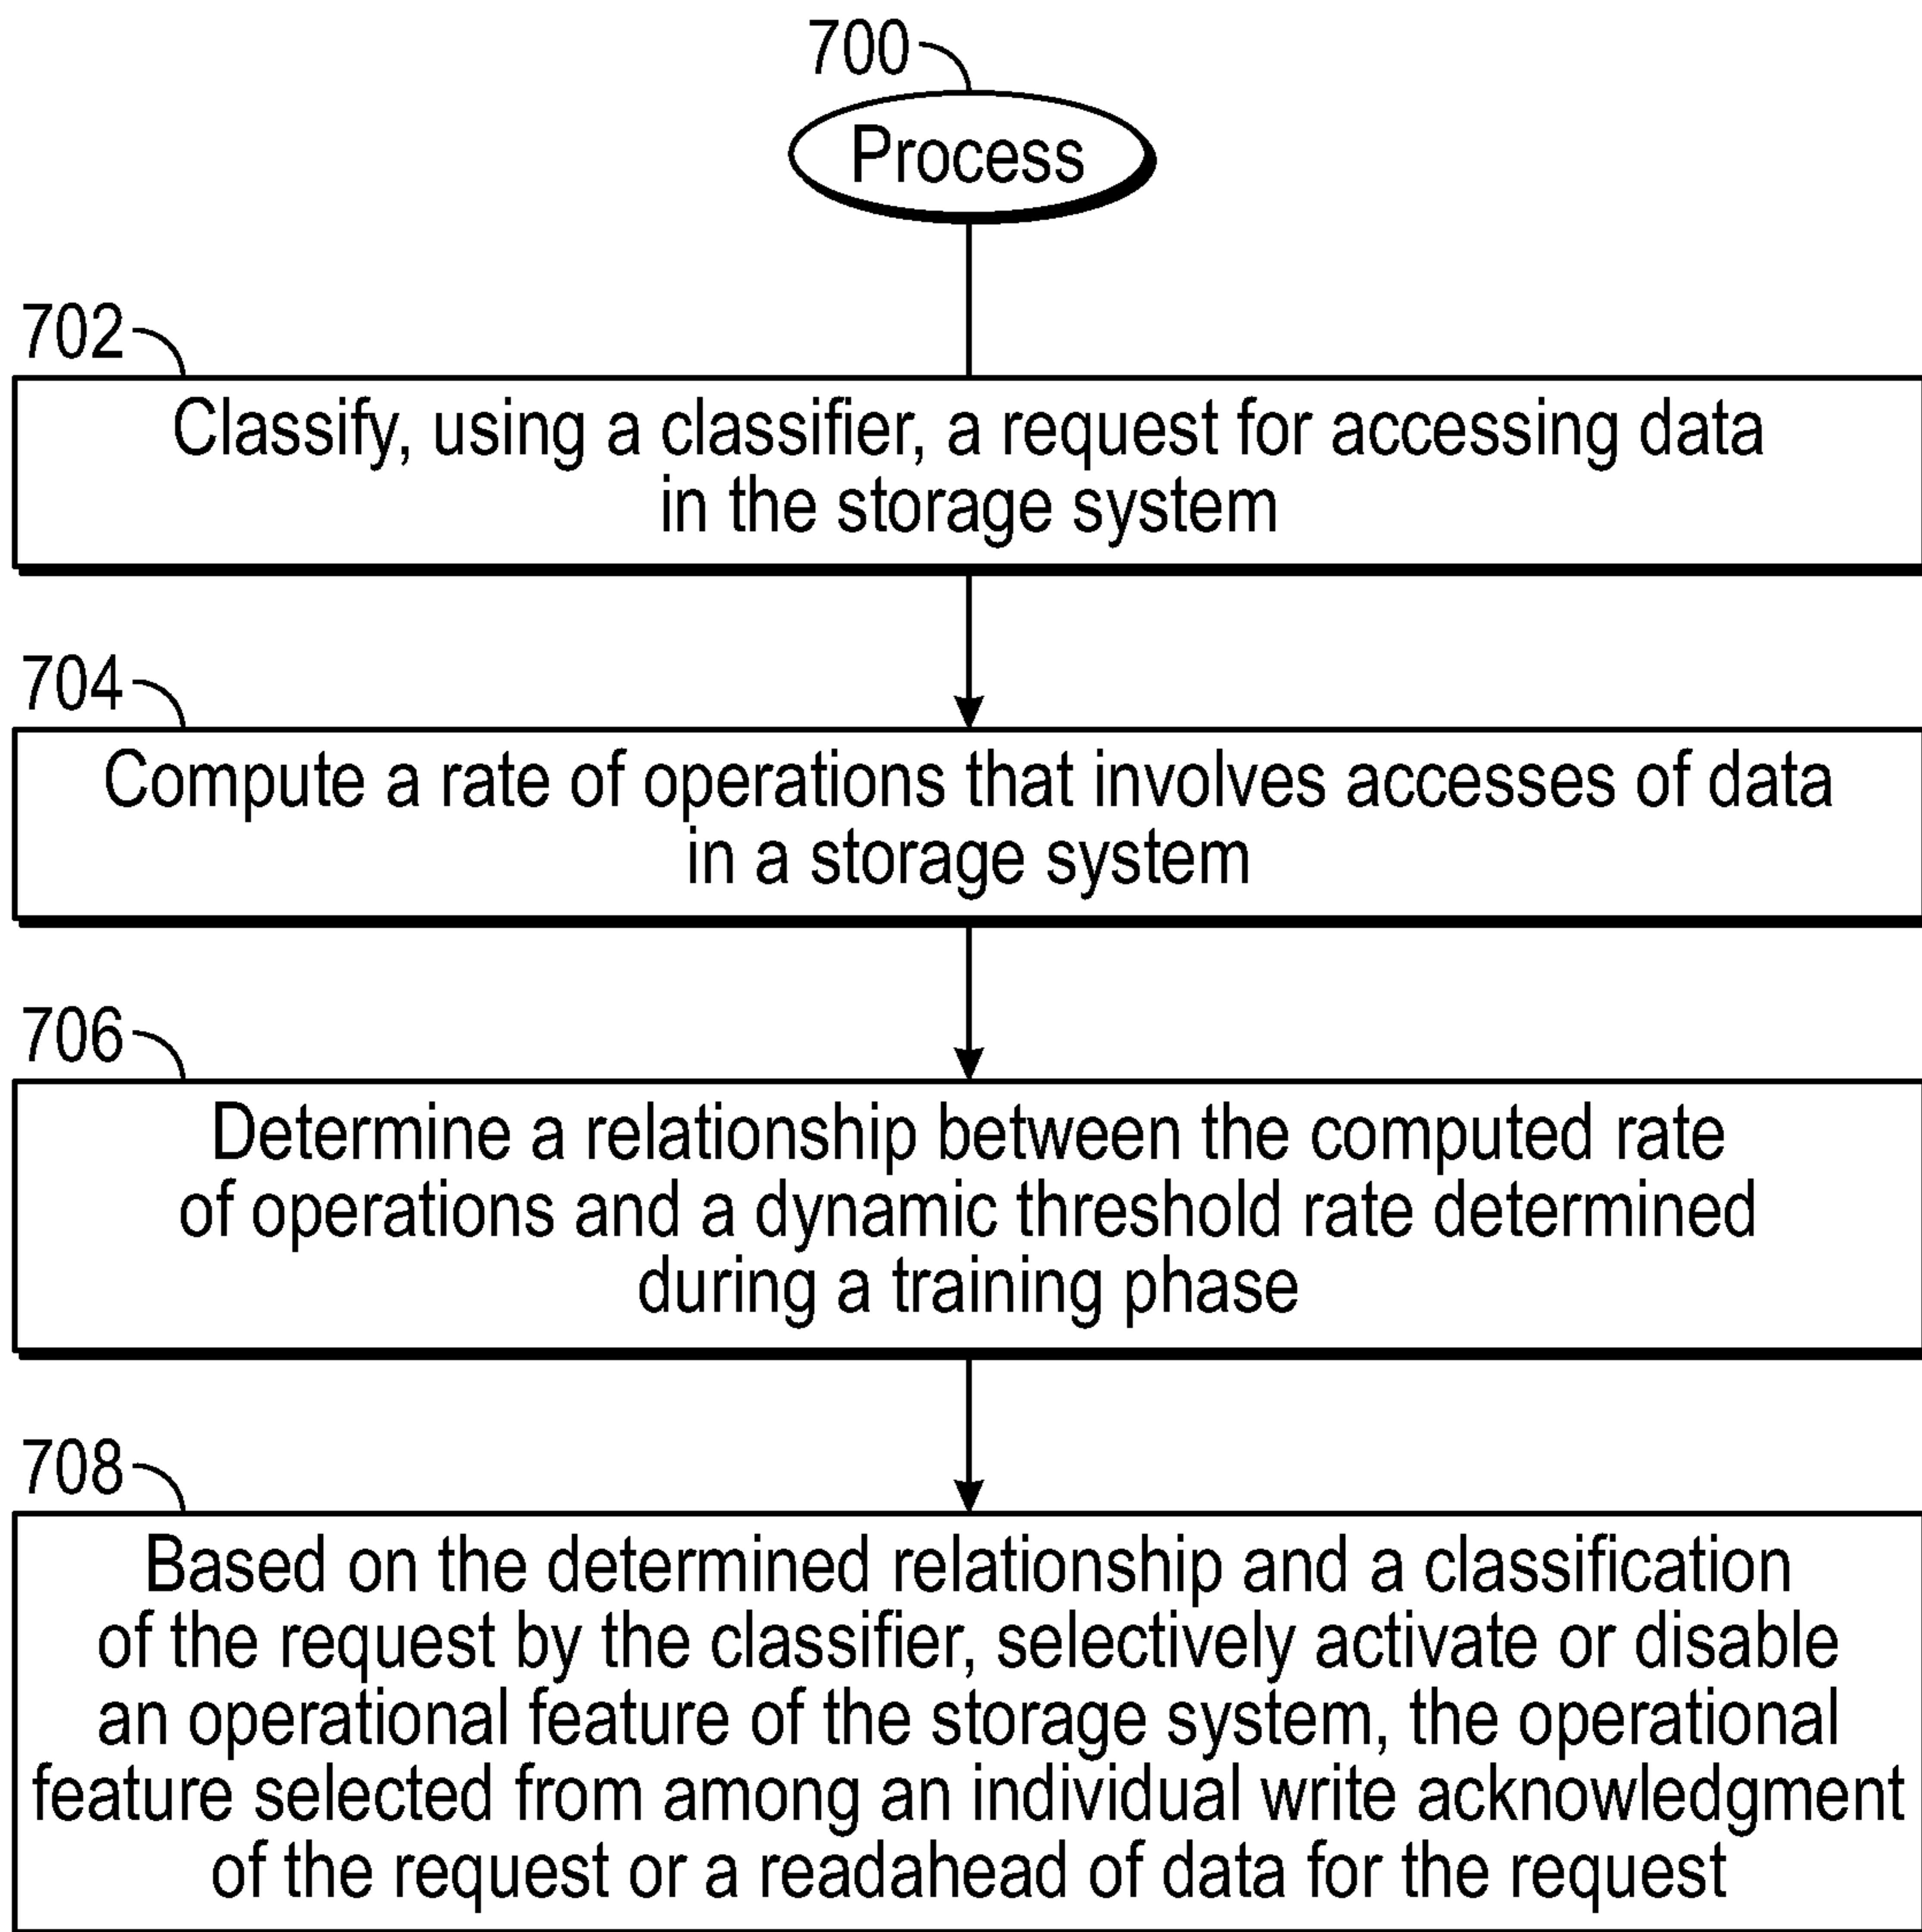 700
Process
702
Classify, using a classifier, a request for accessing data
in the storage system
704
Compute a rate of operations that involves accesses of data
in a storage system
706
Determine a relationship between the computed rate
of operations and a dynamic threshold rate determined
during a training phase
708
Based on the determined relationship and a classification
of the request by the classifier, selectively activate or disable
an operational feature of the storage system, the operational
feature selected from among an individual write acknowledgment
of the request or a readahead of data for the request